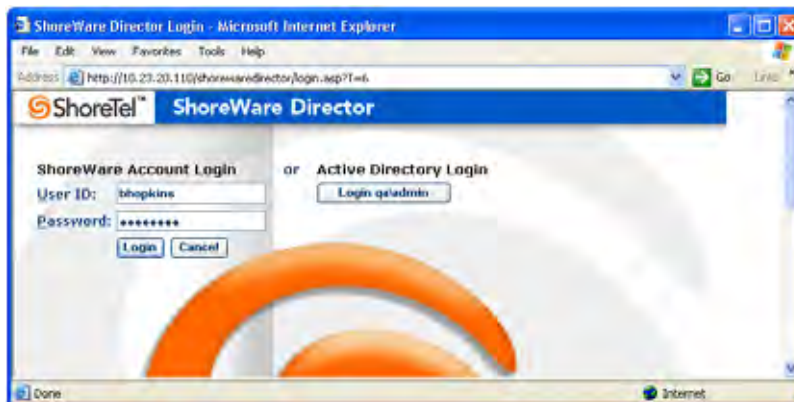 ShoreWare Director Login - Microsoft Internet Explorer
File Edit View Favorites Tools Help
Address http://10.23.20.110/shorewaredirector/login.asp?T=6 Go Links
ShoreTel™ ShoreWare Director
ShoreWare Account Login or Active Directory Login
User ID: bhopkins Login qa\admin
Password: ••••••••
Login Cancel
Done Internet